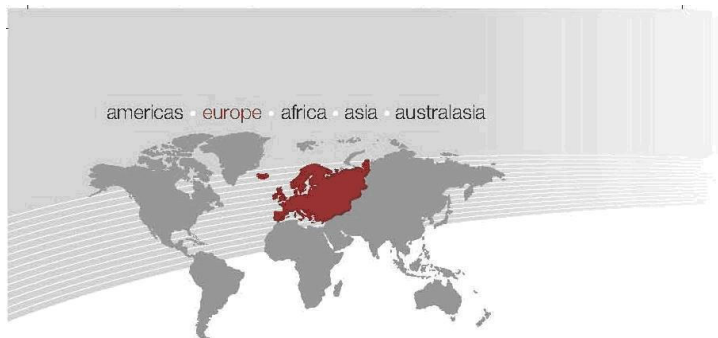 americas • europe • africa • asia • australasia